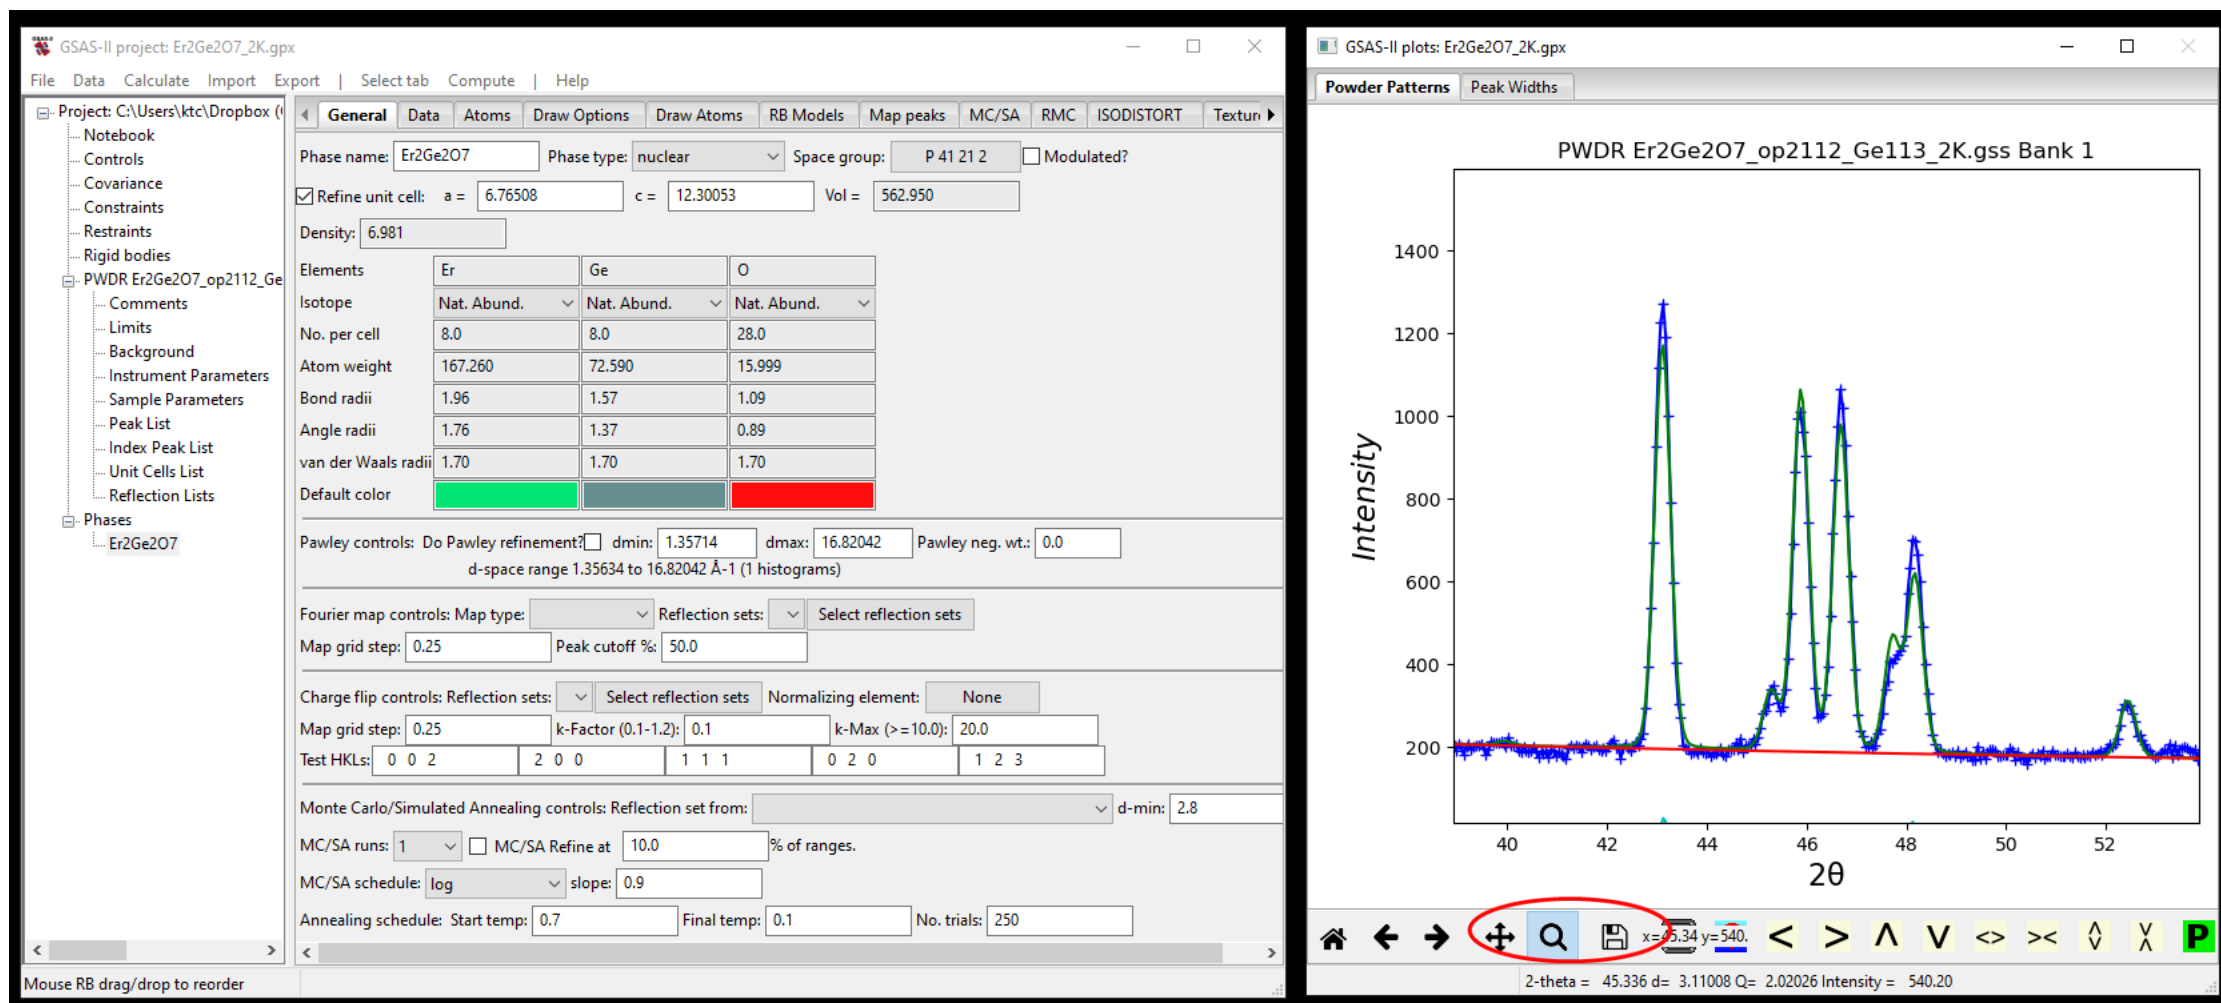 GSAS-II project: Er2Ge2O7_2K.gpx
File Data Calculate Import Export | Select tab Compute | Help
Project: C:\Users\ktc\Dropbox (
Notebook
Controls
Covariance
Constraints
Restraints
Rigid bodies
PWDR Er2Ge2O7_op2112_Ge
Comments
Limits
Background
Instrument Parameters
Sample Parameters
Peak List
Index Peak List
Unit Cells List
Reflection Lists
Phases
Er2Ge2O7
General Data Atoms Draw Options Draw Atoms RB Models Map peaks MC/SA RMC ISODISTORT Textur
Phase name: Er2Ge2O7 Phase type: nuclear Space group: P 41 21 2 Modulated?
Refine unit cell: a = 6.76508 c = 12.30053 Vol = 562.950
Density: 6.981
Elements Er Ge O
Isotope Nat. Abund. Nat. Abund. Nat. Abund.
No. per cell 8.0 8.0 28.0
Atom weight 167.260 72.590 15.999
Bond radii 1.96 1.57 1.09
Angle radii 1.76 1.37 0.89
van der Waals radii 1.70 1.70 1.70
Default color
Pawley controls: Do Pawley refinement? dmin: 1.35714 dmax: 16.82042 Pawley neg. wt.: 0.0
d-space range 1.35634 to 16.82042 Å-1 (1 histograms)
Fourier map controls: Map type: Reflection sets: Select reflection sets
Map grid step: 0.25 Peak cutoff %: 50.0
Charge flip controls: Reflection sets: Select reflection sets Normalizing element: None
Map grid step: 0.25 k-Factor (0.1-1.2): 0.1 k-Max (>=10.0): 20.0
Test HKLs: 0 0 2 2 0 0 1 1 1 0 2 0 1 2 3
Monte Carlo/Simulated Annealing controls: Reflection set from: d-min: 2.8
MC/SA runs: 1 MC/SA Refine at 10.0 % of ranges.
MC/SA schedule: log slope: 0.9
Annealing schedule: Start temp: 0.7 Final temp: 0.1 No. trials: 250
Mouse RB drag/drop to reorder
GSAS-II plots: Er2Ge2O7_2K.gpx
Powder Patterns Peak Widths
PWDR Er2Ge2O7_op2112_Ge113_2K.gss Bank 1
Intensity
1400
1200
1000
800
600
400
200
40 42 44 46 48 50 52
2θ
x=45.34 y=540.
P
2-theta = 45.336 d= 3.11008 Q= 2.02026 Intensity = 540.20